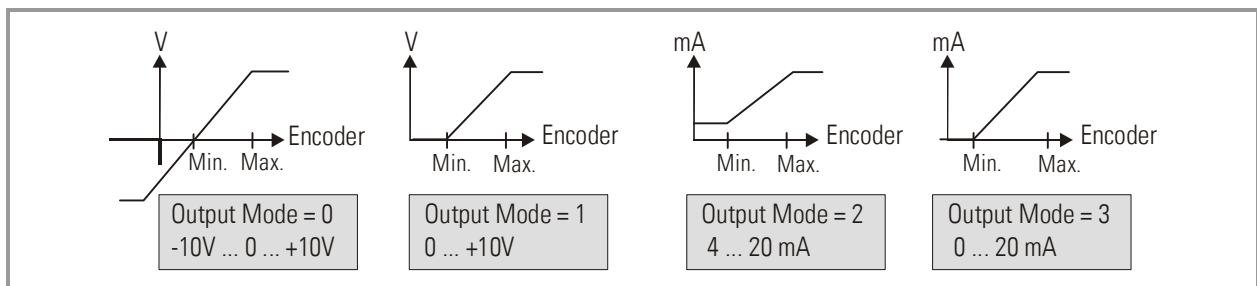 V
Encoder
Min. Max.
Output Mode = 0
-10V ... 0 ... +10V
V
Encoder
Min. Max.
Output Mode = 1
0 ... +10V
mA
Encoder
Min. Max.
Output Mode = 2
4 ... 20 mA
mA
Encoder
Min. Max.
Output Mode = 3
0 ... 20 mA